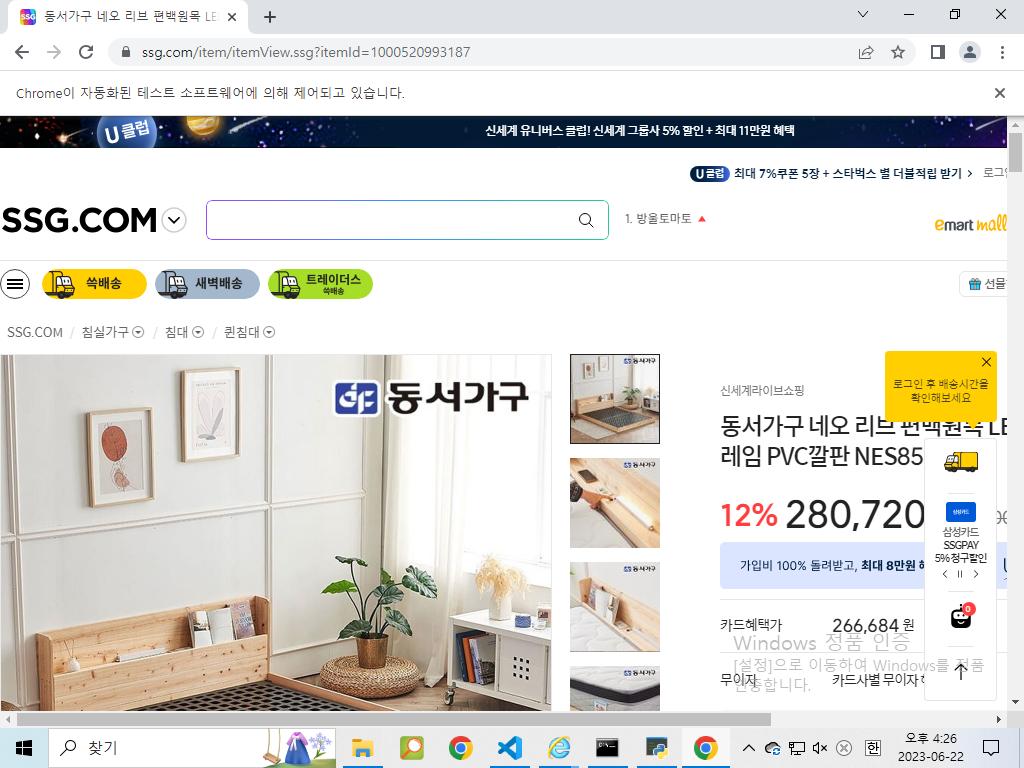 동서가구 네오 리브 편백원목 LE
ssg.com/item/itemView.ssg?itemId=1000520993187
Chrome이 자동화된 테스트 소프트웨어에 의해 제어되고 있습니다.
U 클럽
신세계 유니버스 클럽! 신세계 그룹사 5% 할인 + 최대 11만원 혜택
U 클럽 최대 7%쿠폰 5장 + 스타벅스 별 더블적립 받기
SSG.COM
1. 방울토마토
emart mall
쓱배송
새벽배송
트레이더스
쓱배송
선물
SSG.COM / 침실가구 / 침대 / 퀸침대
동서가구
로그인 후 배송시간을
확인해보세요
신세계라이브쇼핑
동서가구 네오 리브 편백원목 LE
레임 PVC깔판 NES85
12% 280,720
삼성카드
삼성카드
SSGPAY
5% 청구할인
가입비 100% 돌려받고, 최대 8만원
카드혜택가 266,684 원
0
Windows 정품 인증
[설정]으로 이동하여 Windows를 정품
인증합니다.
무이자 카드사별 무이자
찾기
한
오후 4:26
2023-06-22